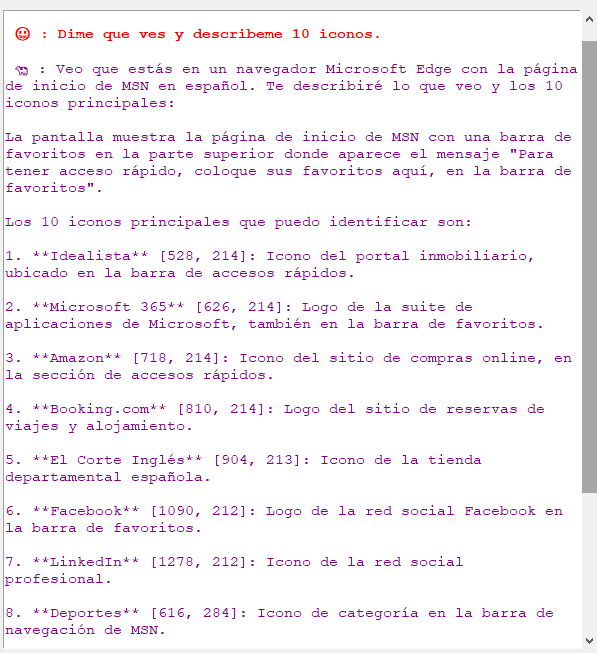 😃 : Dime que ves y describeme 10 iconos.
🐪 : Veo que estás en un navegador Microsoft Edge con la página
de inicio de MSN en español. Te describiré lo que veo y los 10
iconos principales:
La pantalla muestra la página de inicio de MSN con una barra de
favoritos en la parte superior donde aparece el mensaje "Para
tener acceso rápido, coloque sus favoritos aquí, en la barra de
favoritos".
Los 10 iconos principales que puedo identificar son:
1. **Idealista** [528, 214]: Icono del portal inmobiliario,
ubicado en la barra de accesos rápidos.
2. **Microsoft 365** [626, 214]: Logo de la suite de
aplicaciones de Microsoft, también en la barra de favoritos.
3. **Amazon** [718, 214]: Icono del sitio de compras online, en
la sección de accesos rápidos.
4. **Booking.com** [810, 214]: Logo del sitio de reservas de
viajes y alojamiento.
5. **El Corte Inglés** [904, 213]: Icono de la tienda
departamental española.
6. **Facebook** [1090, 212]: Logo de la red social Facebook en
la barra de favoritos.
7. **LinkedIn** [1278, 212]: Icono de la red social
profesional.
8. **Deportes** [616, 284]: Icono de categoría en la barra de
navegación de MSN.